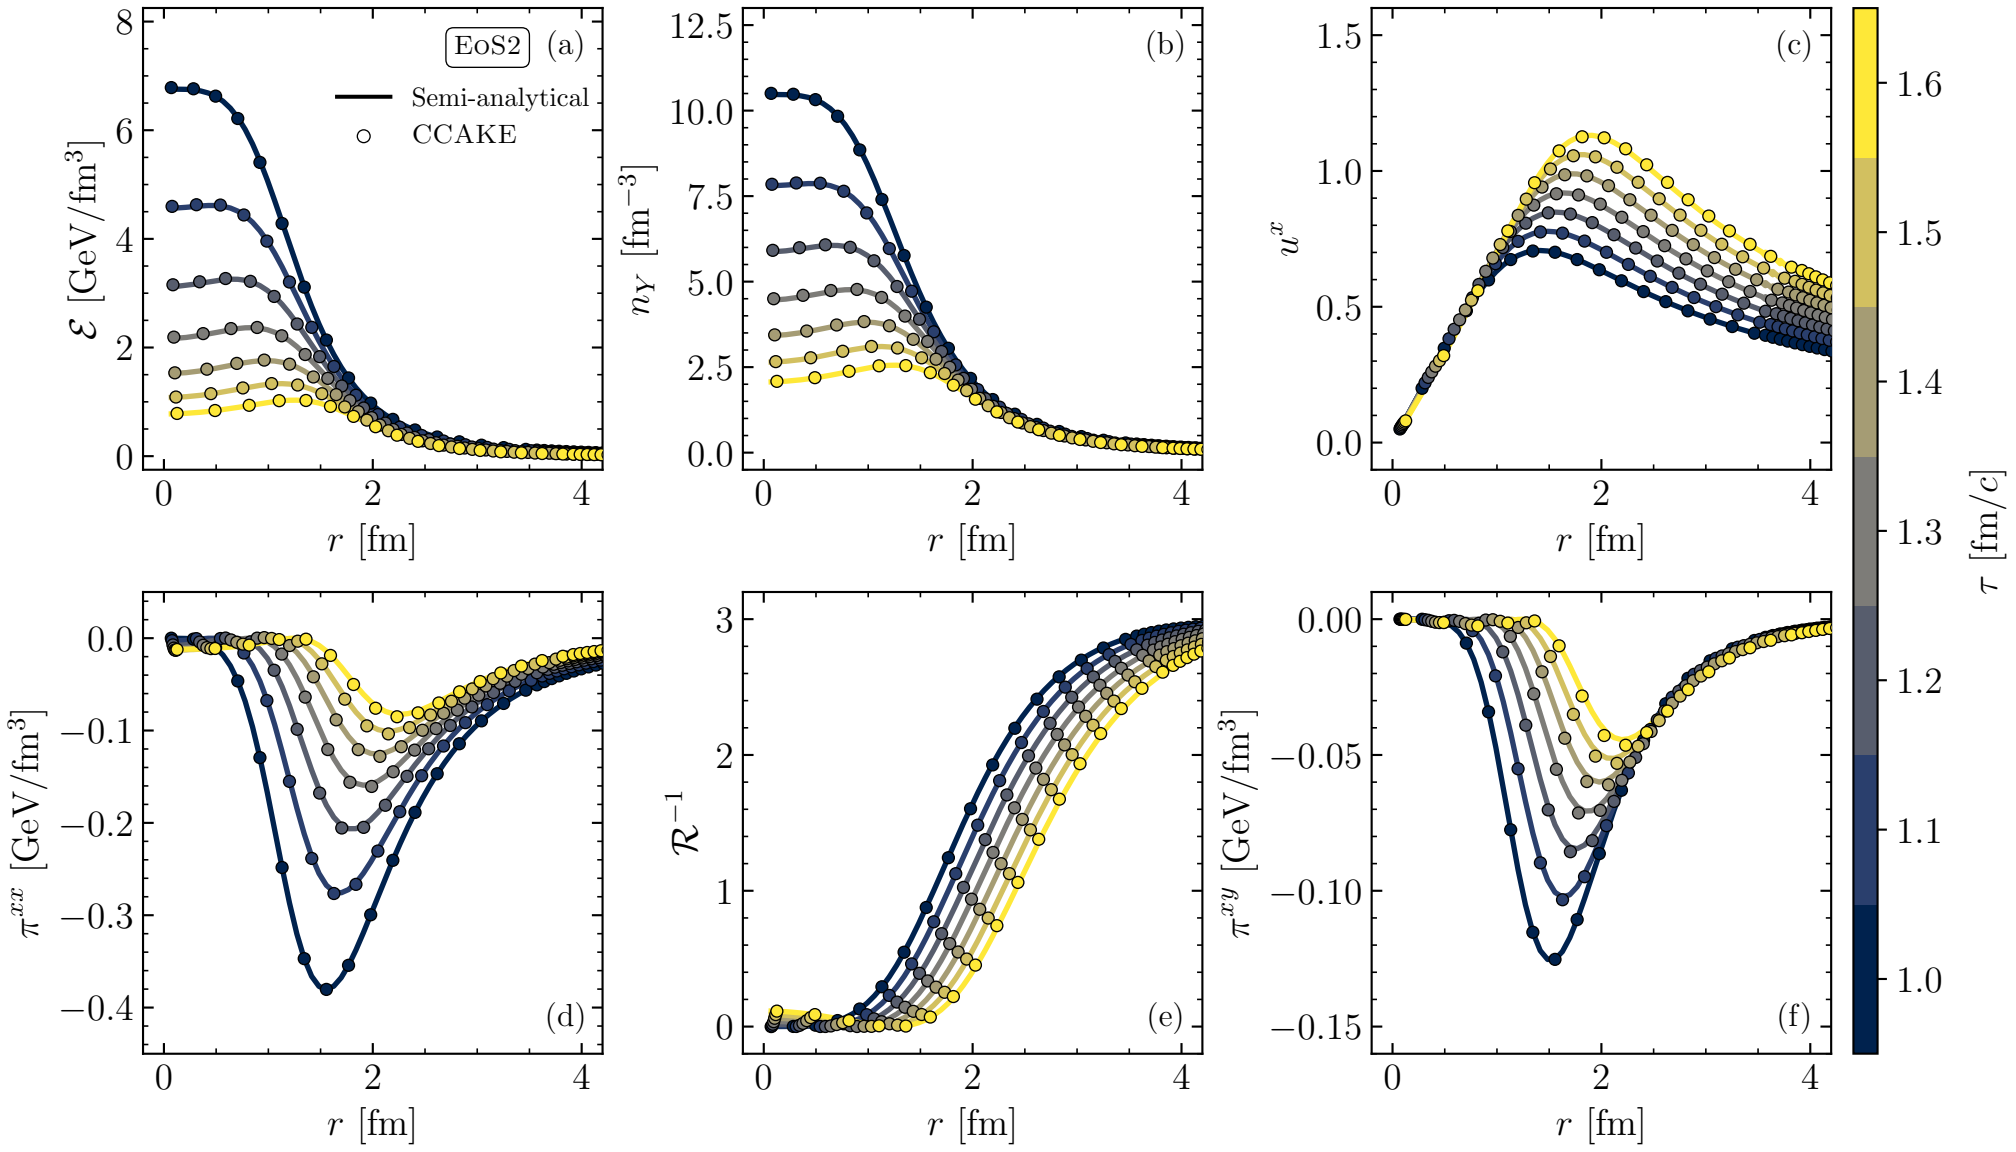 EoS2
(a)
Semi-analytical
CCAKE
8
6
4
2
0
ℰ [GeV/fm³]
0 2 4
r [fm]
(b)
12.5
10.0
7.5
5.0
2.5
0.0
n_Y [fm⁻³]
0 2 4
r [fm]
(c)
1.5
1.0
0.5
0.0
uˣ
0 2 4
r [fm]
1.6
1.5
1.4
1.3
1.2
1.1
1.0
τ [fm/c]
0.0
−0.1
−0.2
−0.3
−0.4
π^{xx} [GeV/fm³]
(d)
0 2 4
r [fm]
3
2
1
0
ℛ⁻¹
(e)
0 2 4
r [fm]
0.00
−0.05
−0.10
−0.15
π^{xy} [GeV/fm³]
(f)
0 2 4
r [fm]